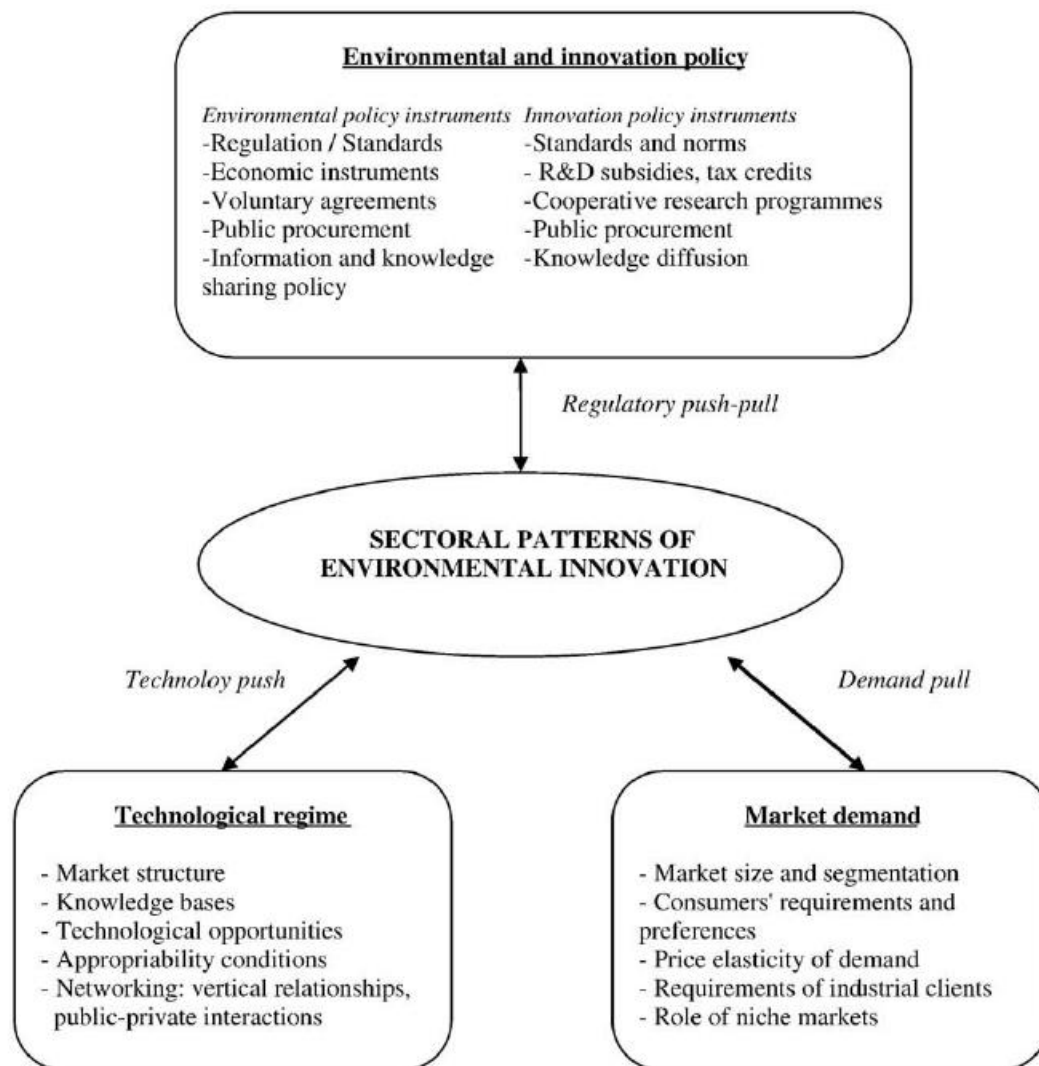 Environmental and innovation policy
Environmental policy instruments Innovation policy instruments
-Regulation / Standards -Standards and norms
-Economic instruments - R&D subsidies, tax credits
-Voluntary agreements -Cooperative research programmes
-Public procurement -Public procurement
-Information and knowledge -Knowledge diffusion
sharing policy
Regulatory push-pull
SECTORAL PATTERNS OF
ENVIRONMENTAL INNOVATION
Technoloy push
Demand pull
Technological regime
- Market structure
- Knowledge bases
- Technological opportunities
- Appropriability conditions
- Networking: vertical relationships,
public-private interactions
Market demand
- Market size and segmentation
- Consumers' requirements and
preferences
- Price elasticity of demand
- Requirements of industrial clients
- Role of niche markets